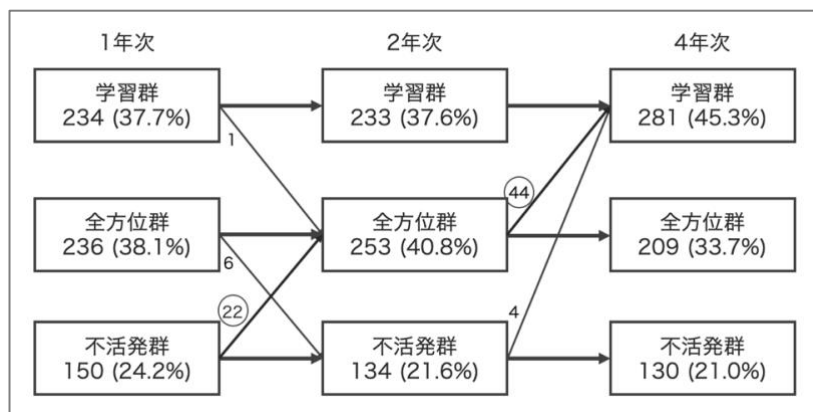 1年次 2年次 4年次
学習群 学習群 学習群
234 (37.7%) 233 (37.6%) 281 (45.3%)
1
44
全方位群 全方位群 全方位群
236 (38.1%) 253 (40.8%) 209 (33.7%)
6
22
4
不活発群 不活発群 不活発群
150 (24.2%) 134 (21.6%) 130 (21.0%)